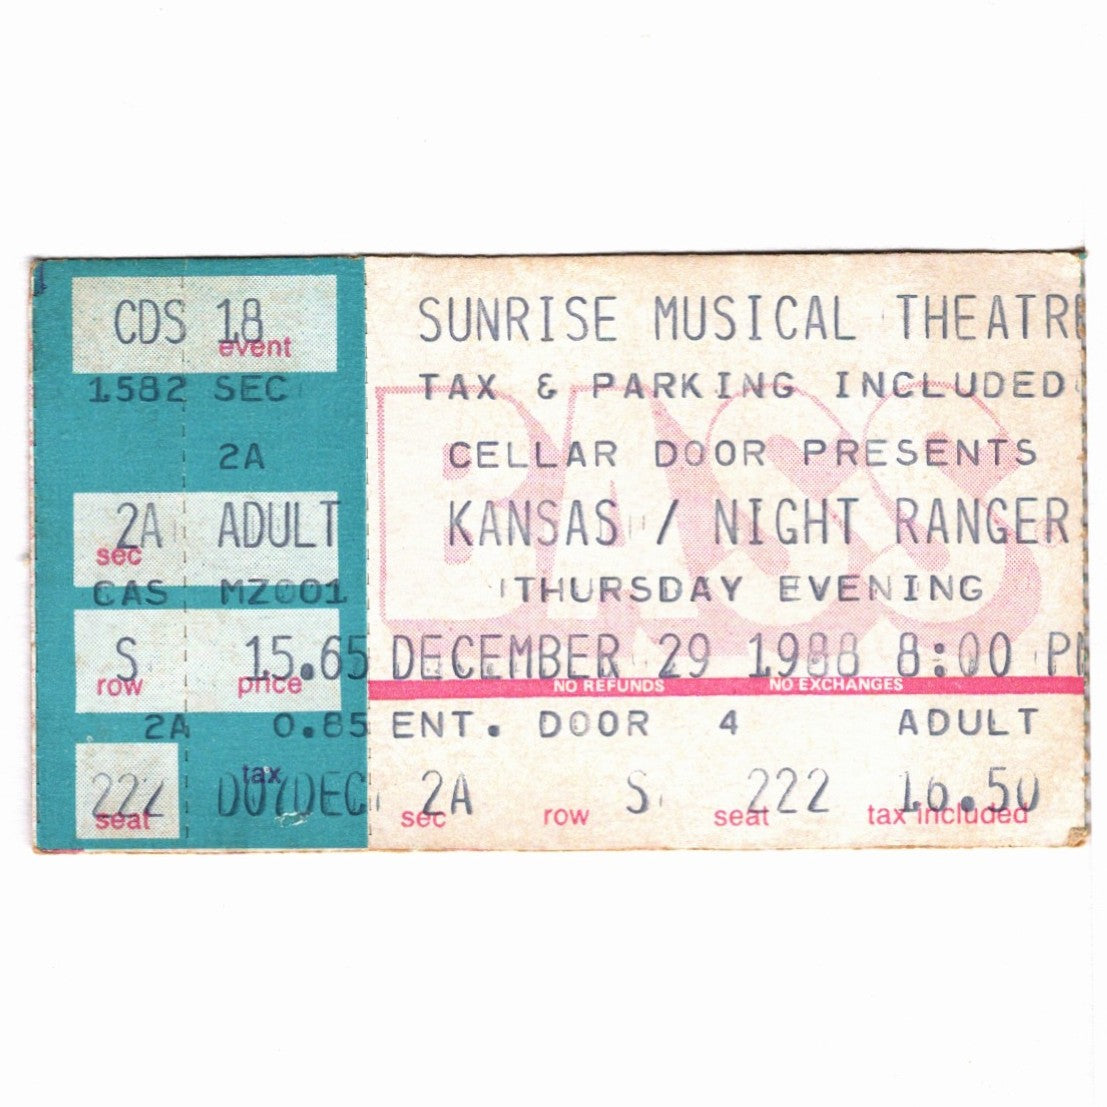 CDS 18
event
1582 SEC
2A
2A ADULT
sec
CAS MZ001
S 15.65
row price
2A 0.85
tax
222 D07DEC
seat
BASS
SUNRISE MUSICAL THEATRE
TAX & PARKING INCLUDED
CELLAR DOOR PRESENTS
KANSAS / NIGHT RANGER
THURSDAY EVENING
DECEMBER 29 1988 8:00 PM
NO REFUNDS NO EXCHANGES
ENT. DOOR 4 ADULT
2A S 222 16.50
sec row seat tax included